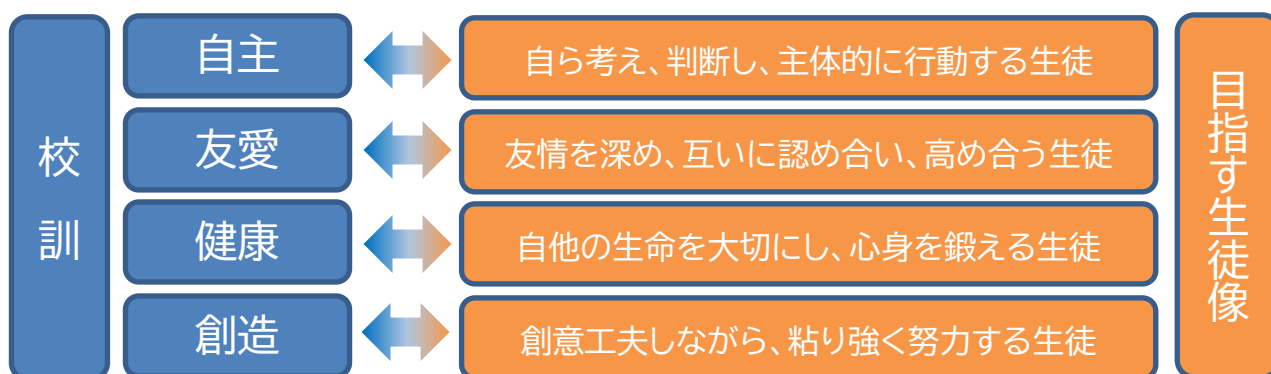 校訓
自主
自ら考え、判断し、主体的に行動する生徒
友愛
友情を深め、互いに認め合い、高め合う生徒
健康
自他の生命を大切にし、心身を鍛える生徒
創造
創意工夫しながら、粘り強く努力する生徒
目指す生徒像